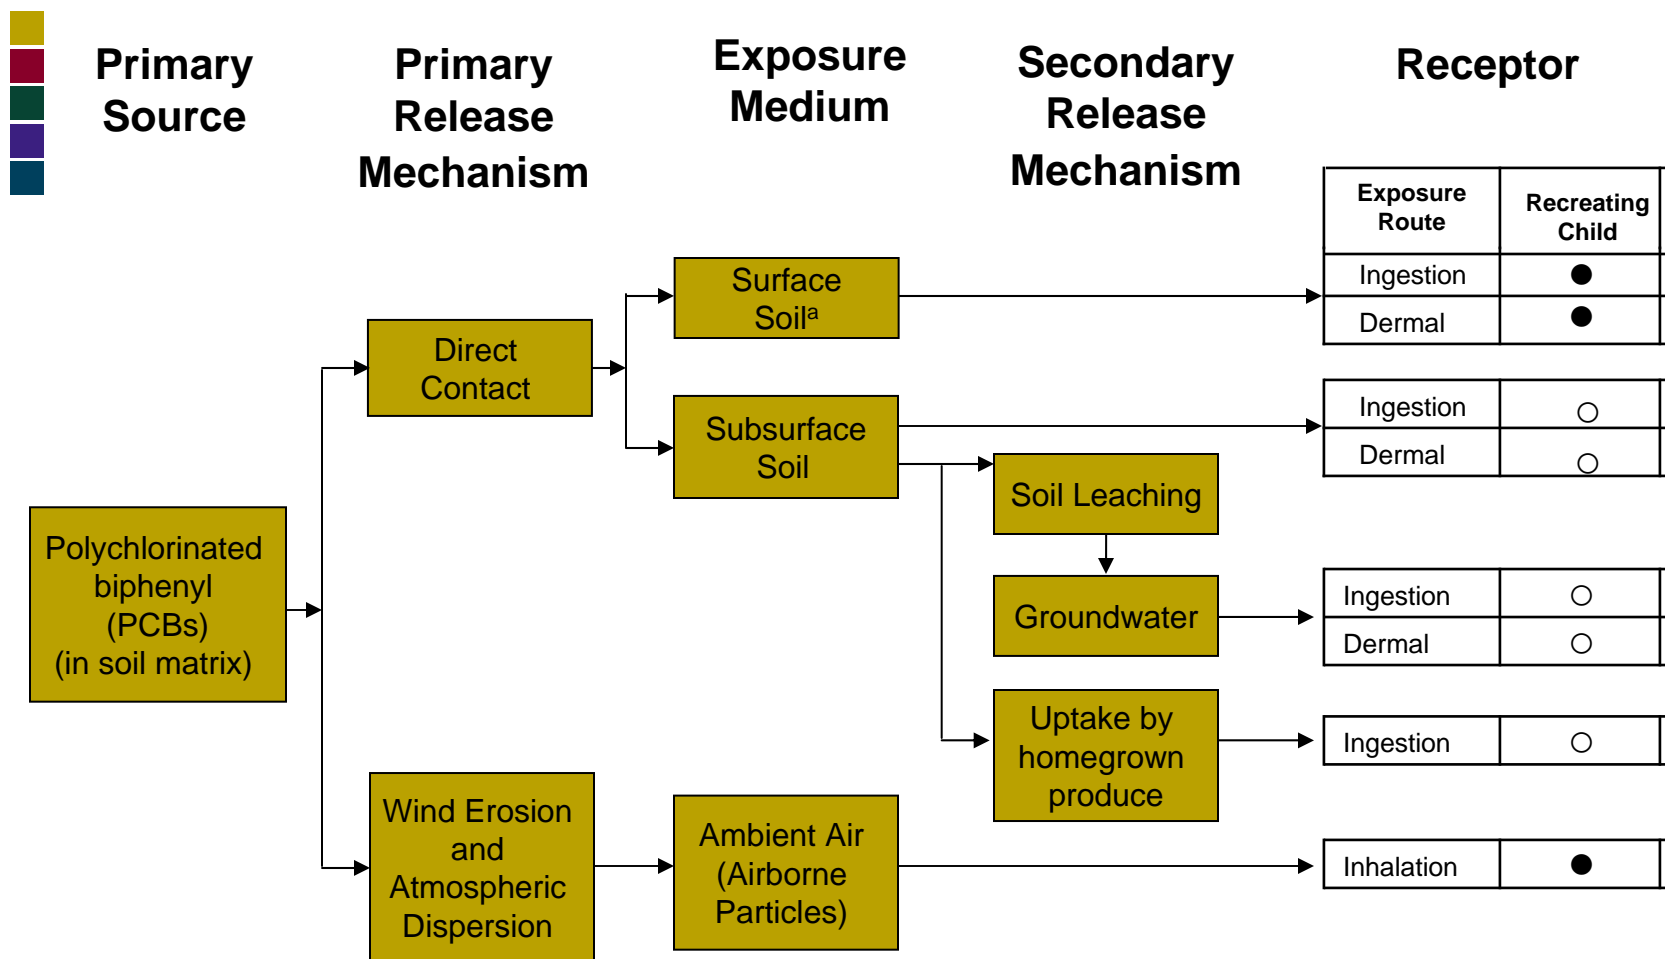 Primary
Source
Primary
Release
Mechanism
Exposure
Medium
Secondary
Release
Mechanism
Receptor
Exposure
Route
Recreating
Child
Ingestion
Dermal
Surface
Soilᵃ
Direct
Contact
Subsurface
Soil
Ingestion
Dermal
Soil Leaching
Polychlorinated
biphenyl
(PCBs)
(in soil matrix)
Groundwater
Ingestion
Dermal
Uptake by
homegrown
produce
Ingestion
Wind Erosion
and
Atmospheric
Dispersion
Ambient Air
(Airborne
Particles)
Inhalation